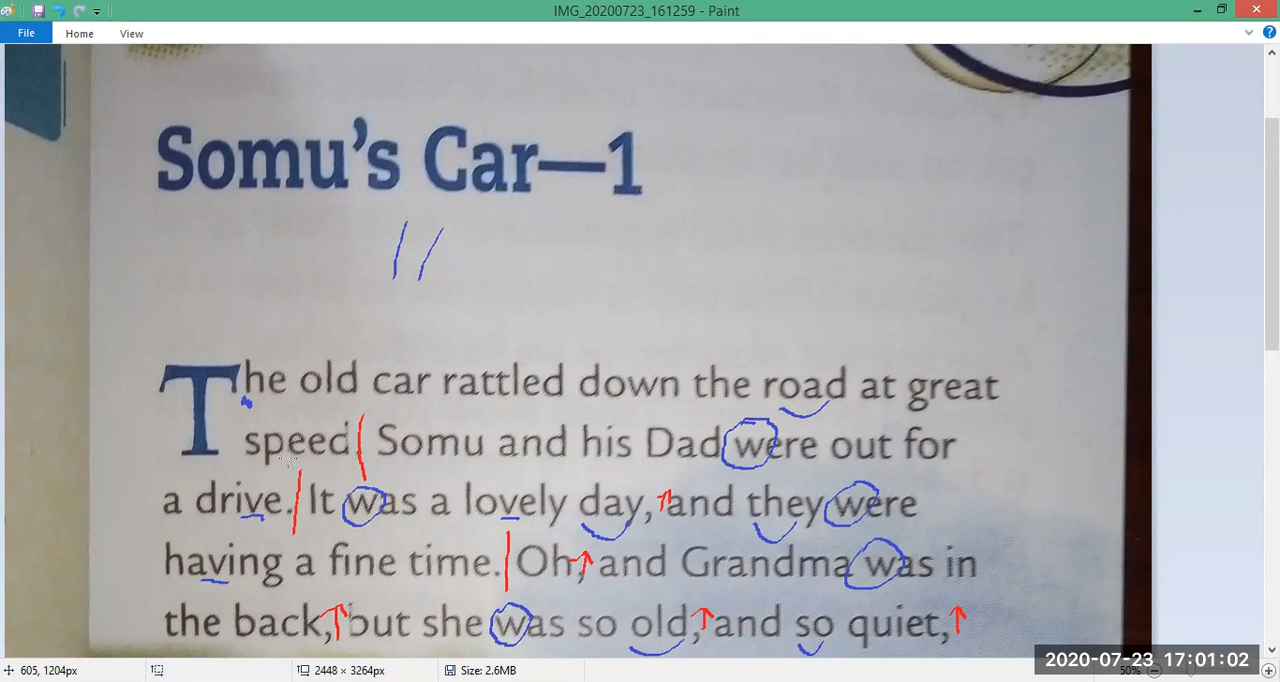 IMG_20200723_161259 - Paint
File Home View
Somu's Car—1
The old car rattled down the road at great
speed. Somu and his Dad were out for
a drive. It was a lovely day, and they were
having a fine time. Oh, and Grandma was in
the back, but she was so old, and so quiet,
605, 1204px 2448 × 3264px Size: 2.6MB 50%
2020-07-23 17:01:02